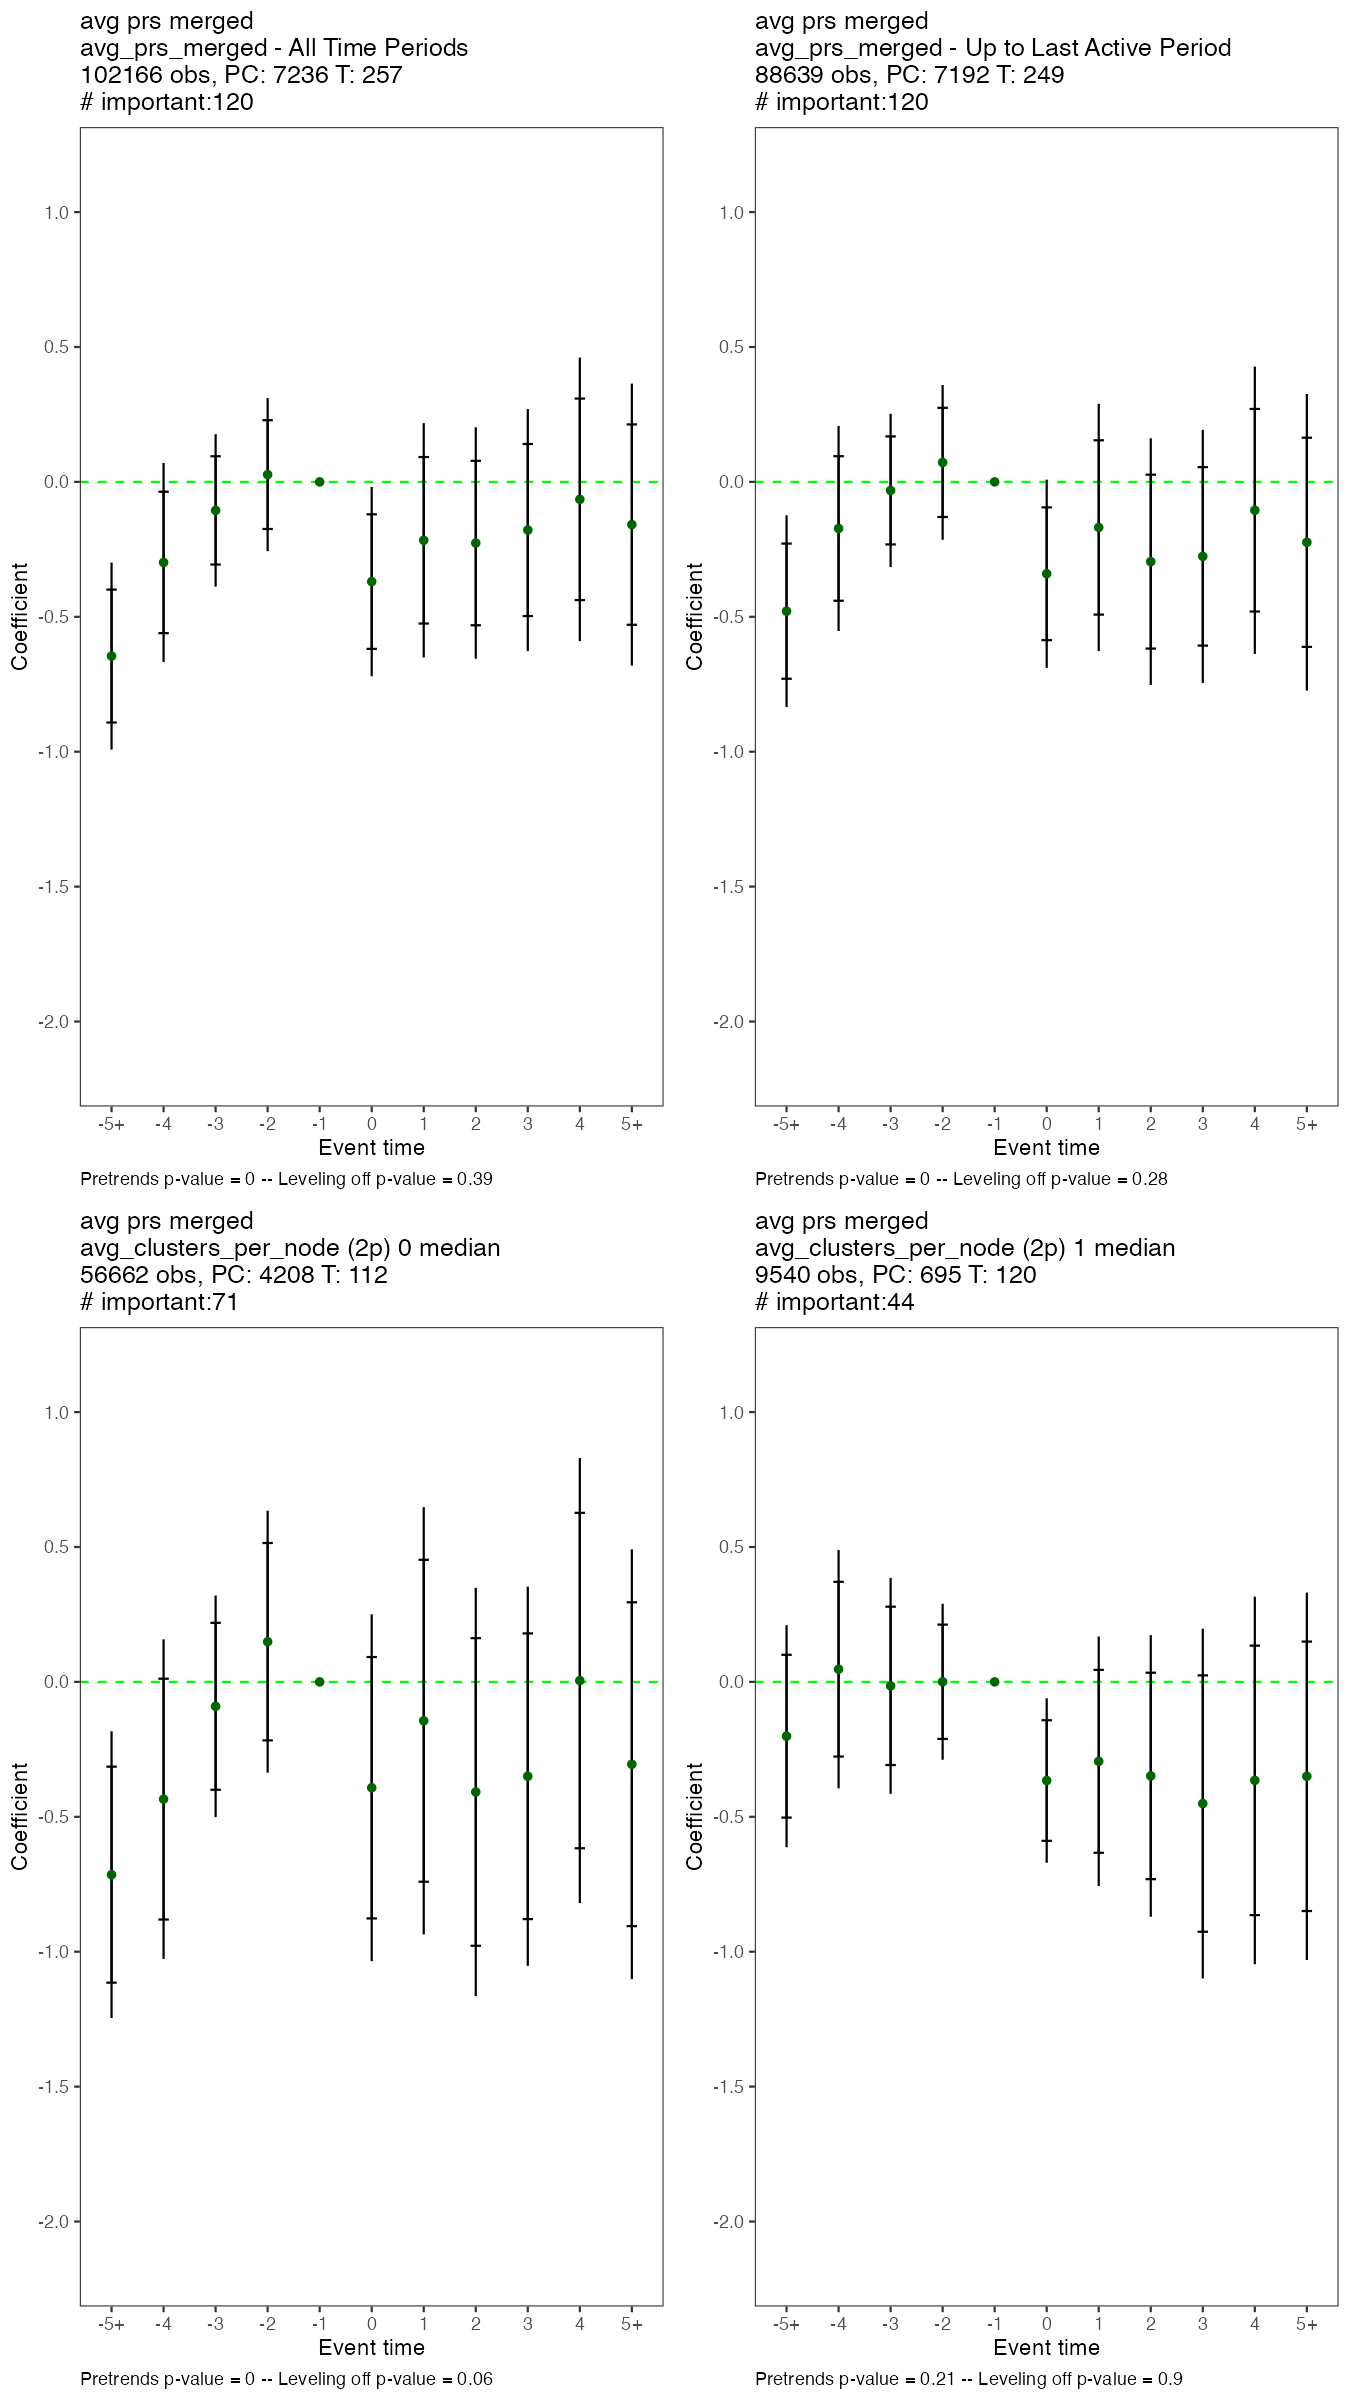 avg prs merged
avg_prs_merged - All Time Periods
102166 obs, PC: 7236 T: 257
# important:120
Coefficient
1.0
0.5
0.0
-0.5
-1.0
-1.5
-2.0
-5+ -4 -3 -2 -1 0 1 2 3 4 5+
Event time
Pretrends p-value = 0 -- Leveling off p-value = 0.39
avg prs merged
avg_prs_merged - Up to Last Active Period
88639 obs, PC: 7192 T: 249
# important:120
Coefficient
1.0
0.5
0.0
-0.5
-1.0
-1.5
-2.0
-5+ -4 -3 -2 -1 0 1 2 3 4 5+
Event time
Pretrends p-value = 0 -- Leveling off p-value = 0.28
avg prs merged
avg_clusters_per_node (2p) 0 median
56662 obs, PC: 4208 T: 112
# important:71
Coefficient
1.0
0.5
0.0
-0.5
-1.0
-1.5
-2.0
-5+ -4 -3 -2 -1 0 1 2 3 4 5+
Event time
Pretrends p-value = 0 -- Leveling off p-value = 0.06
avg prs merged
avg_clusters_per_node (2p) 1 median
9540 obs, PC: 695 T: 120
# important:44
Coefficient
1.0
0.5
0.0
-0.5
-1.0
-1.5
-2.0
-5+ -4 -3 -2 -1 0 1 2 3 4 5+
Event time
Pretrends p-value = 0.21 -- Leveling off p-value = 0.9